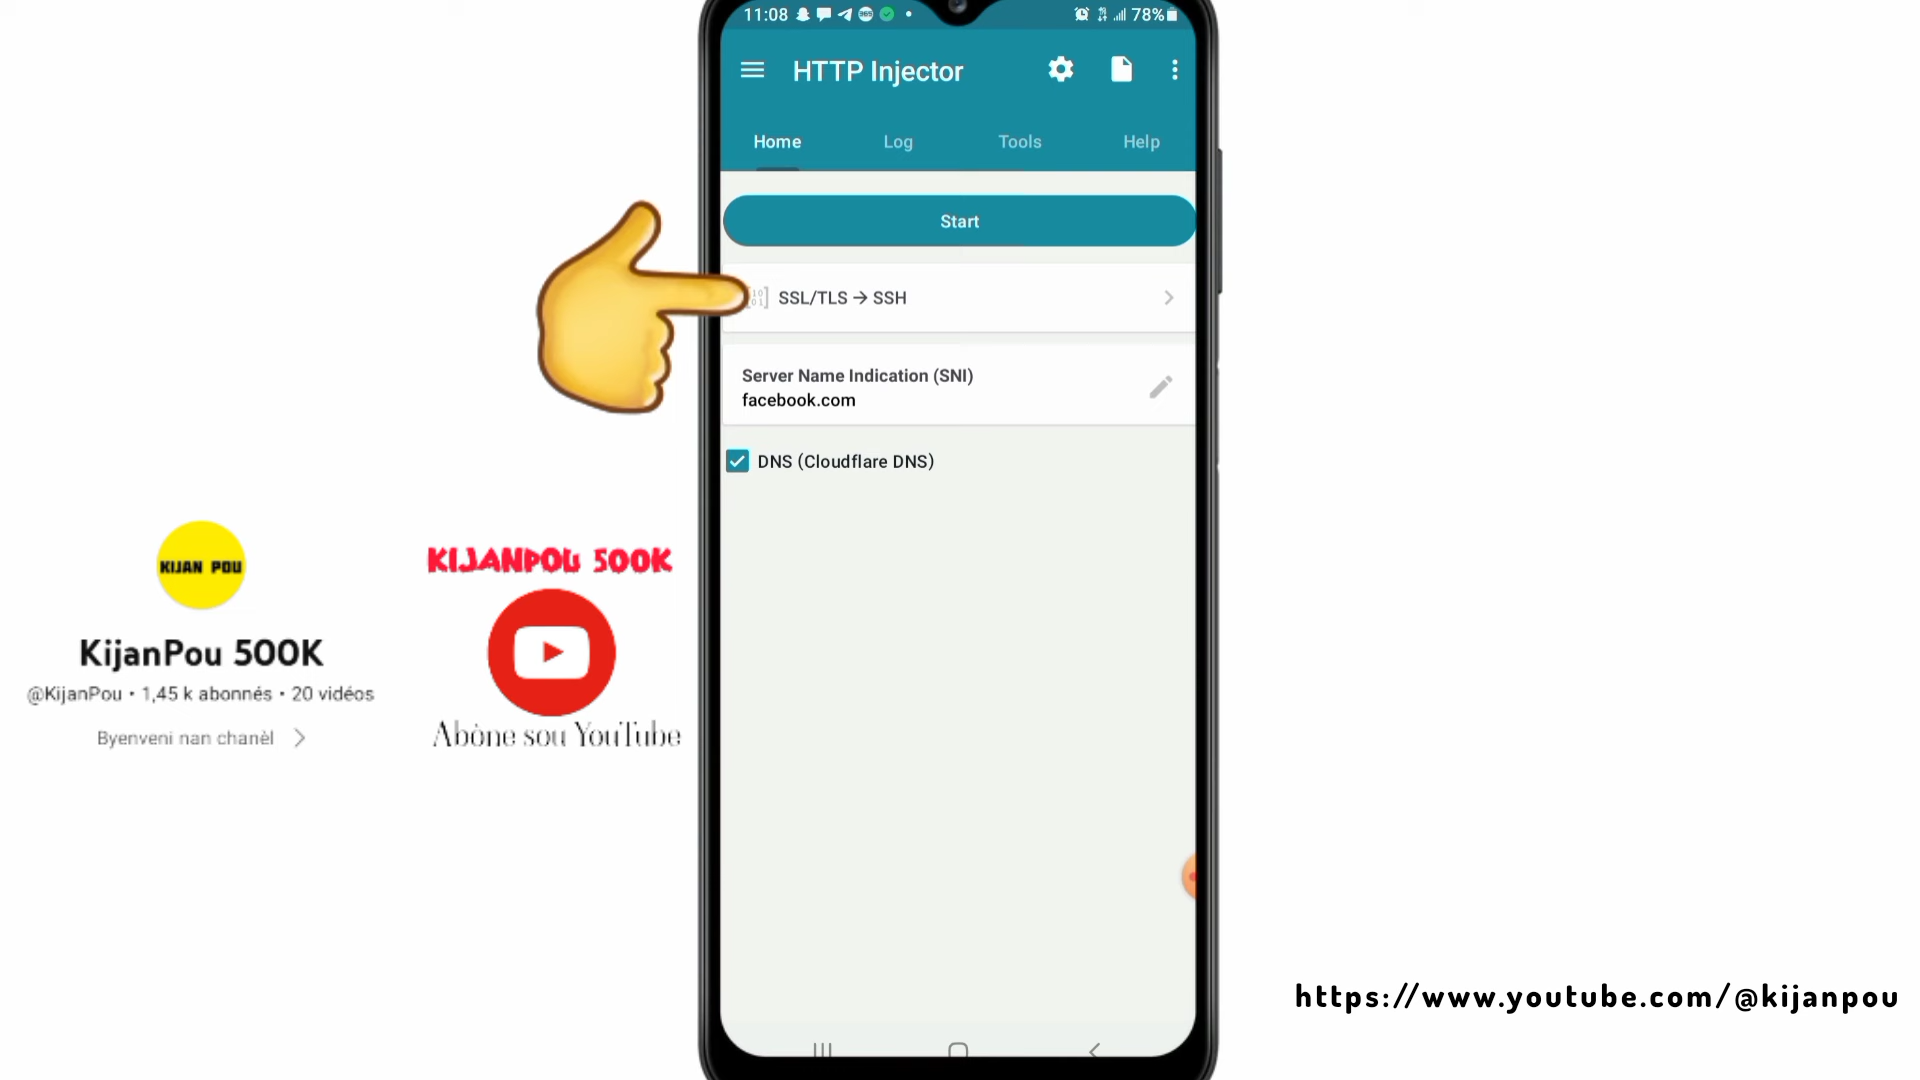 11:08
78%
HTTP Injector
Home
Log
Tools
Help
Start
SSL/TLS → SSH
Server Name Indication (SNI)
facebook.com
DNS (Cloudflare DNS)
KIJAN POU
KijanPou 500K
@KijanPou • 1,45 k abonnés • 20 vidéos
Byenveni nan chanèl
KIJANPOU 500K
Abòne sou YouTube
https://www.youtube.com/@kijanpou